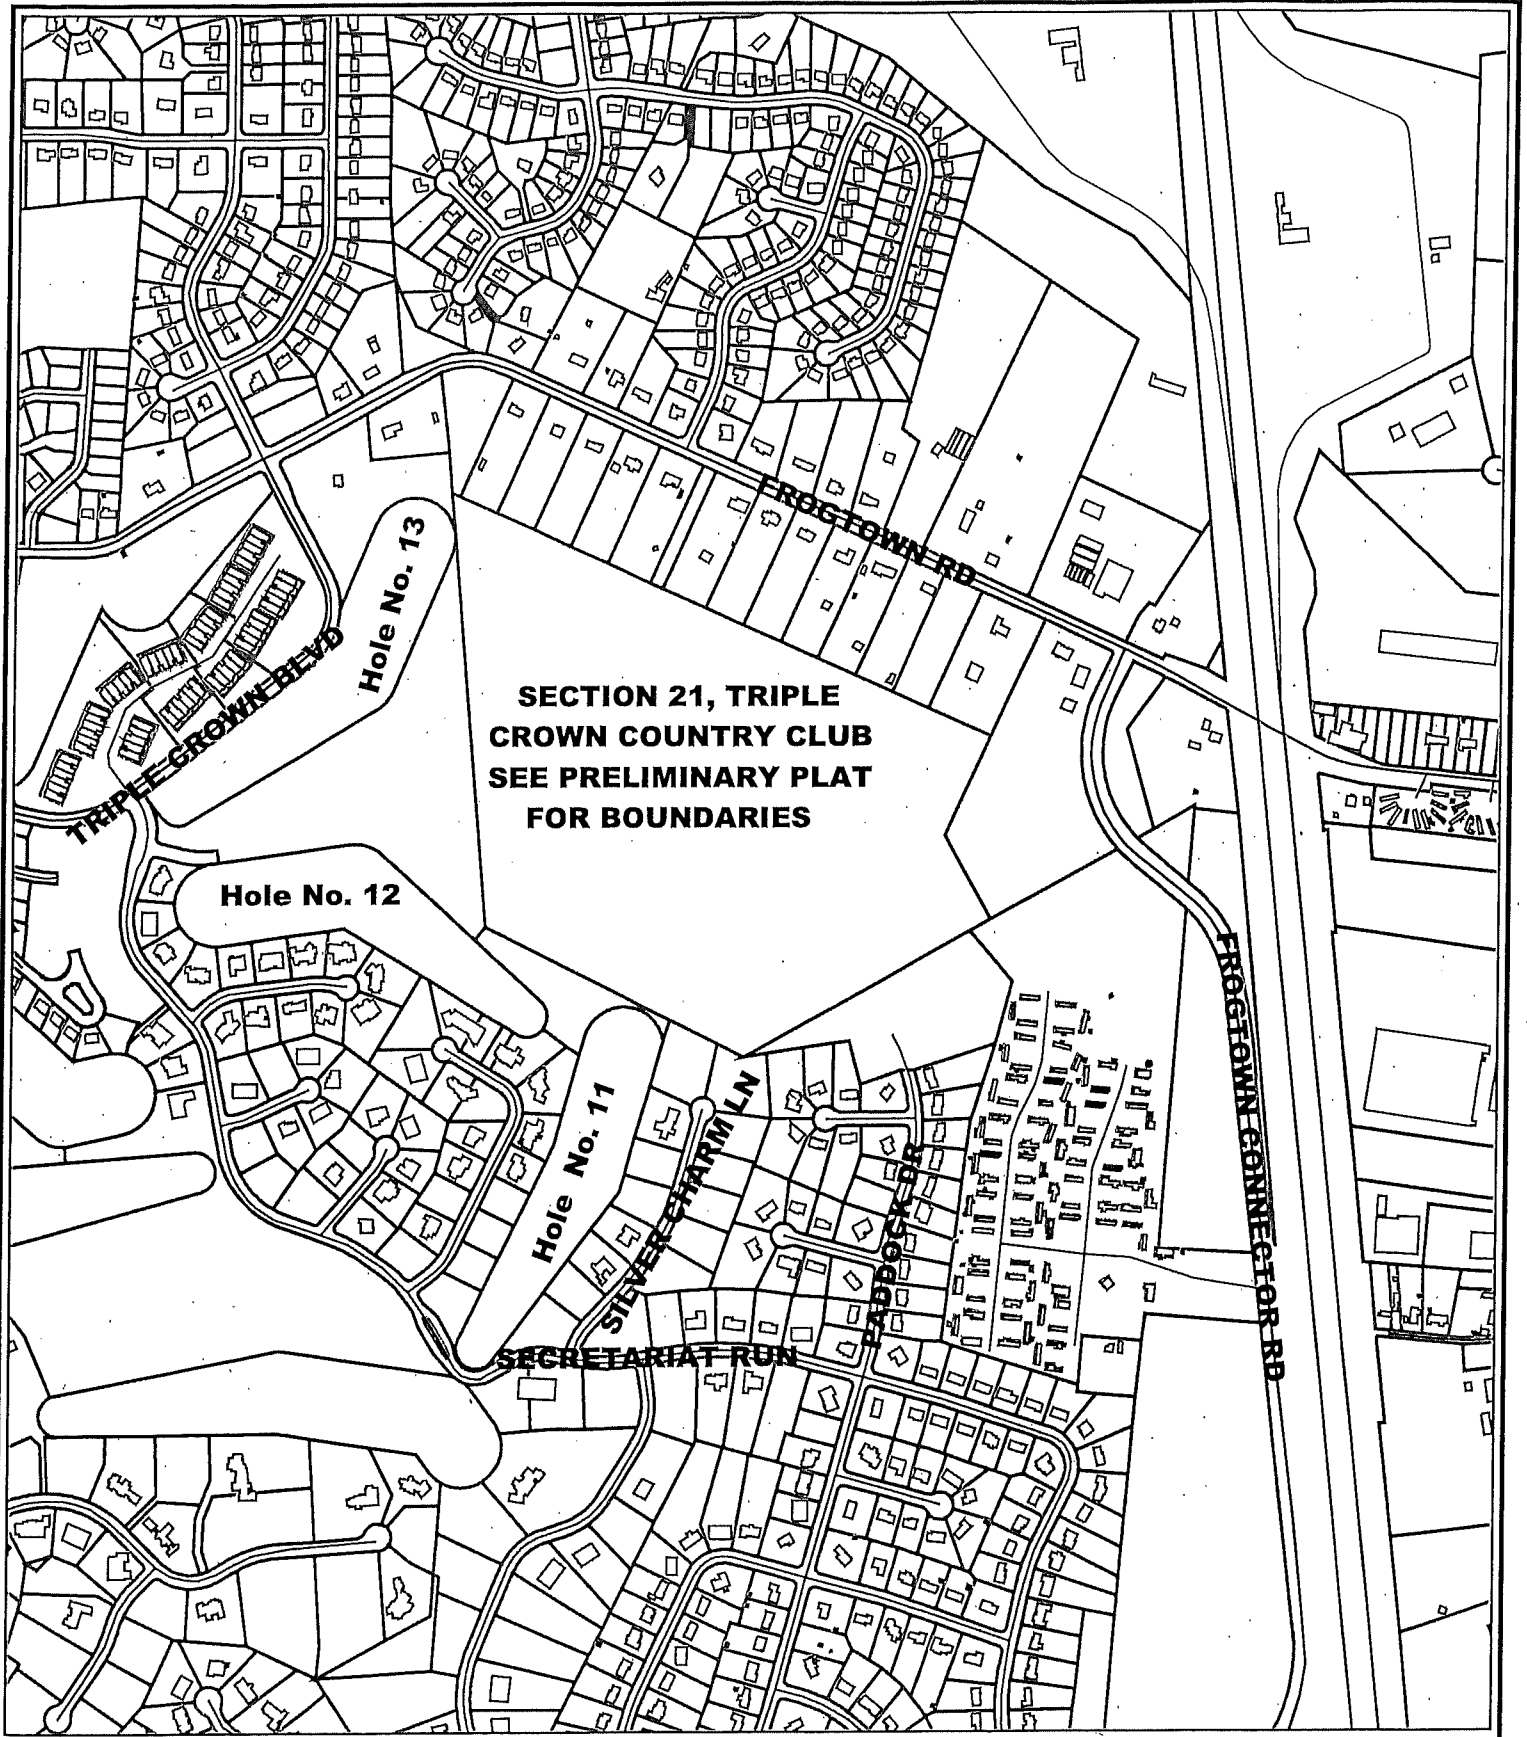 FROGTOWN RD
Hole No. 13
TRIPLE CROWN BLVD
SECTION 21, TRIPLE
CROWN COUNTRY CLUB
SEE PRELIMINARY PLAT
FOR BOUNDARIES
Hole No. 12
FROGTOWN CONNECTOR RD
Hole No. 11
SILVER CHARM LN
PADDOCK DR
SECRETARIAT RUN